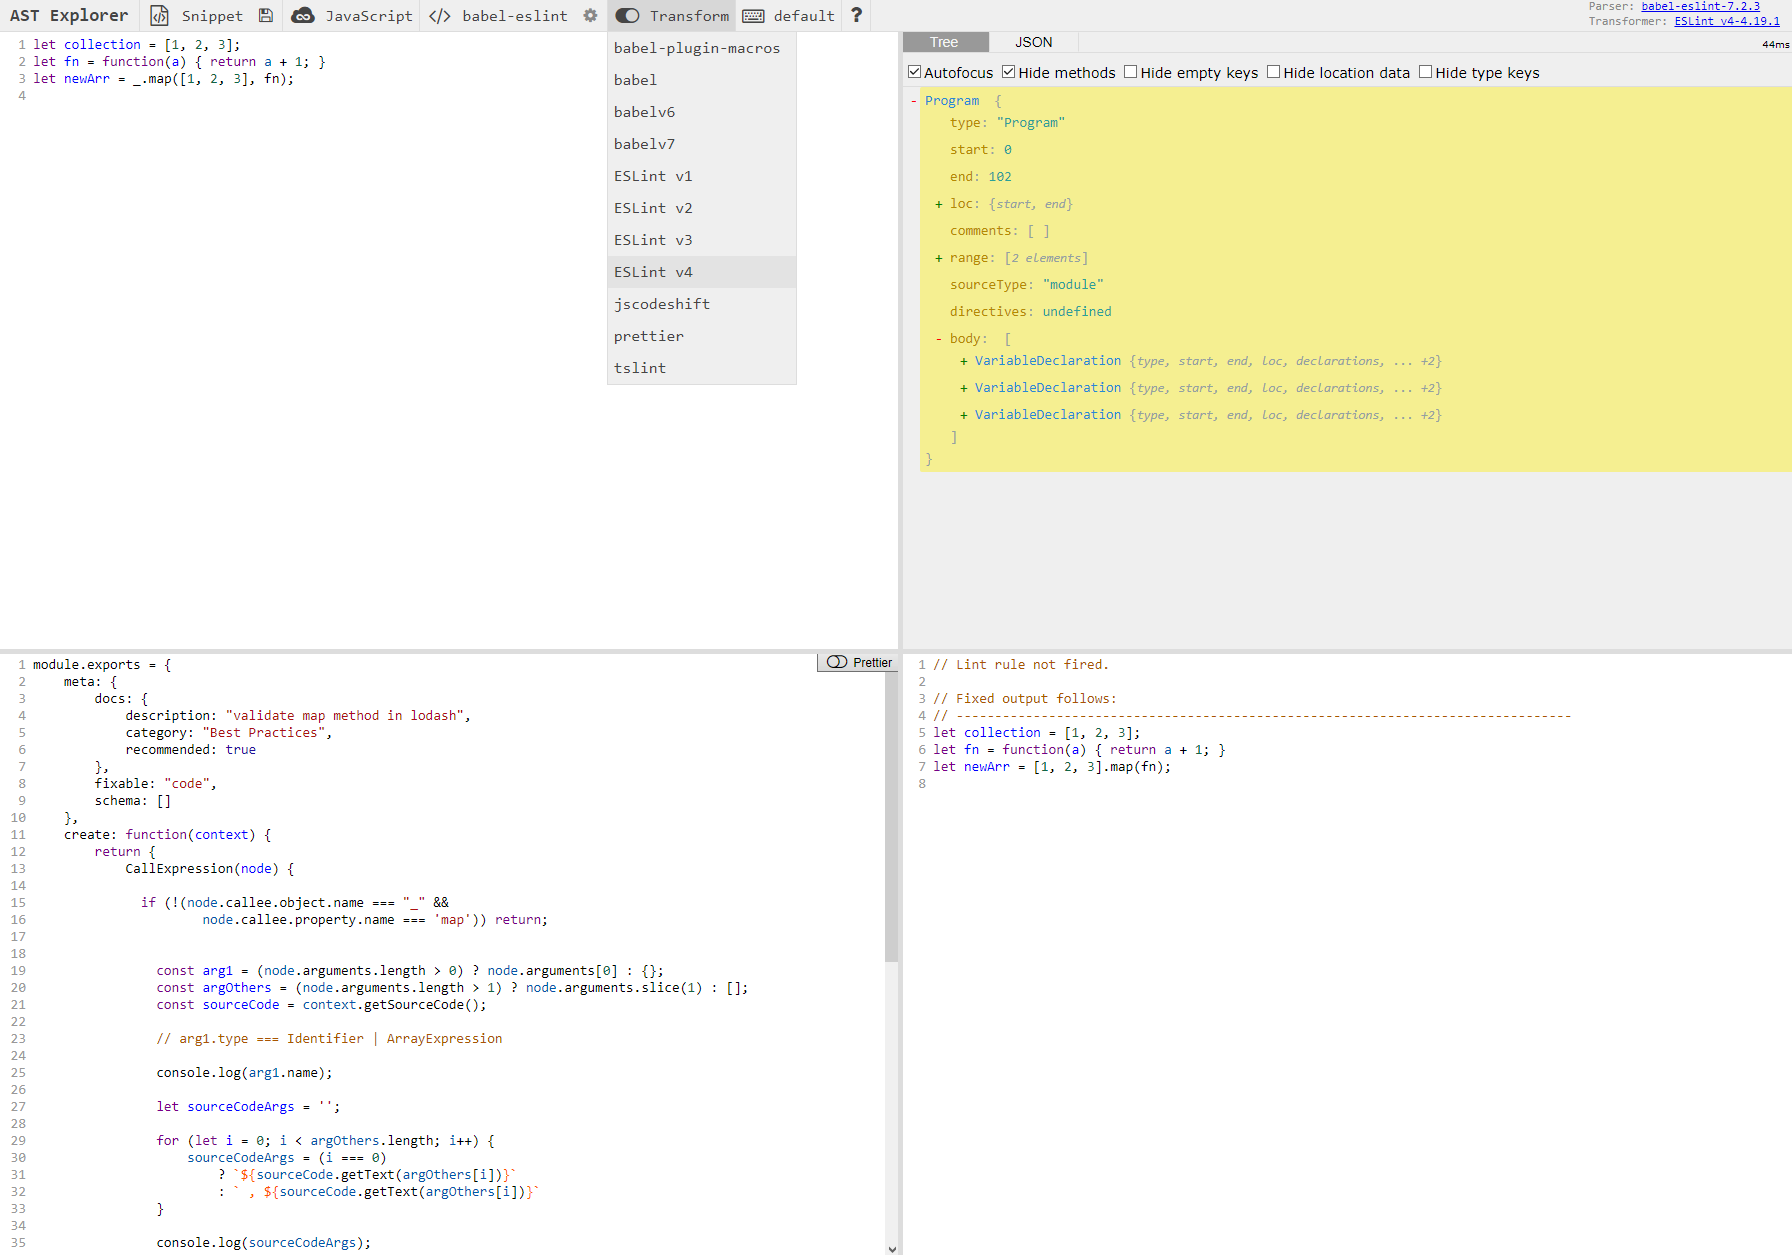 AST Explorer Snippet JavaScript </> babel-eslint Transform default ?
Parser: babel-eslint-7.2.3
Transformer: ESLint v4-4.19.1
1 let collection = [1, 2, 3];
2 let fn = function(a) { return a + 1; }
3 let newArr = _.map([1, 2, 3], fn);
4
babel-plugin-macros
babel
babelv6
babelv7
ESLint v1
ESLint v2
ESLint v3
ESLint v4
jscodeshift
prettier
tslint
Tree JSON
44ms
Autofocus Hide methods Hide empty keys Hide location data Hide type keys
- Program {
type: "Program"
start: 0
end: 102
+ loc: {start, end}
comments: [ ]
+ range: [2 elements]
sourceType: "module"
directives: undefined
- body: [
+ VariableDeclaration {type, start, end, loc, declarations, ... +2}
+ VariableDeclaration {type, start, end, loc, declarations, ... +2}
+ VariableDeclaration {type, start, end, loc, declarations, ... +2}
]
}
Prettier
1 module.exports = {
2 meta: {
3 docs: {
4 description: "validate map method in lodash",
5 category: "Best Practices",
6 recommended: true
7 },
8 fixable: "code",
9 schema: []
10 },
11 create: function(context) {
12 return {
13 CallExpression(node) {
14
15 if (!(node.callee.object.name === "_" &&
16 node.callee.property.name === 'map')) return;
17
18
19 const arg1 = (node.arguments.length > 0) ? node.arguments[0] : {};
20 const argOthers = (node.arguments.length > 1) ? node.arguments.slice(1) : [];
21 const sourceCode = context.getSourceCode();
22
23 // arg1.type === Identifier | ArrayExpression
24
25 console.log(arg1.name);
26
27 let sourceCodeArgs = '';
28
29 for (let i = 0; i < argOthers.length; i++) {
30 sourceCodeArgs = (i === 0)
31 ? `${sourceCode.getText(argOthers[i])}`
32 : ` , ${sourceCode.getText(argOthers[i])}`
33 }
34
35 console.log(sourceCodeArgs);
1 // Lint rule not fired.
2
3 // Fixed output follows:
4 // --------------------------------------------------------------------------------
5 let collection = [1, 2, 3];
6 let fn = function(a) { return a + 1; }
7 let newArr = [1, 2, 3].map(fn);
8